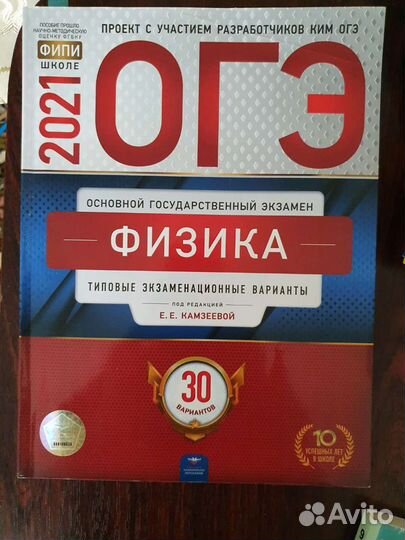 ПРОЕКТ С УЧАСТИЕМ РАЗРАБОТЧИКОВ КИМ ОГЭ
ПОСОБИЕ ПРОШЛО
НАУЧНО-МЕТОДИЧЕСКУЮ
ОЦЕНКУ ФГБНУ
ФИПИ
ШКОЛЕ
2021
ОГЭ
ОСНОВНОЙ ГОСУДАРСТВЕННЫЙ ЭКЗАМЕН
ФИЗИКА
ТИПОВЫЕ ЭКЗАМЕНАЦИОННЫЕ ВАРИАНТЫ
ПОД РЕДАКЦИЕЙ
Е. Е. КАМЗЕЕВОЙ
30
ВАРИАНТОВ
10
УСПЕШНЫХ ЛЕТ
В ШКОЛЕ
Avito